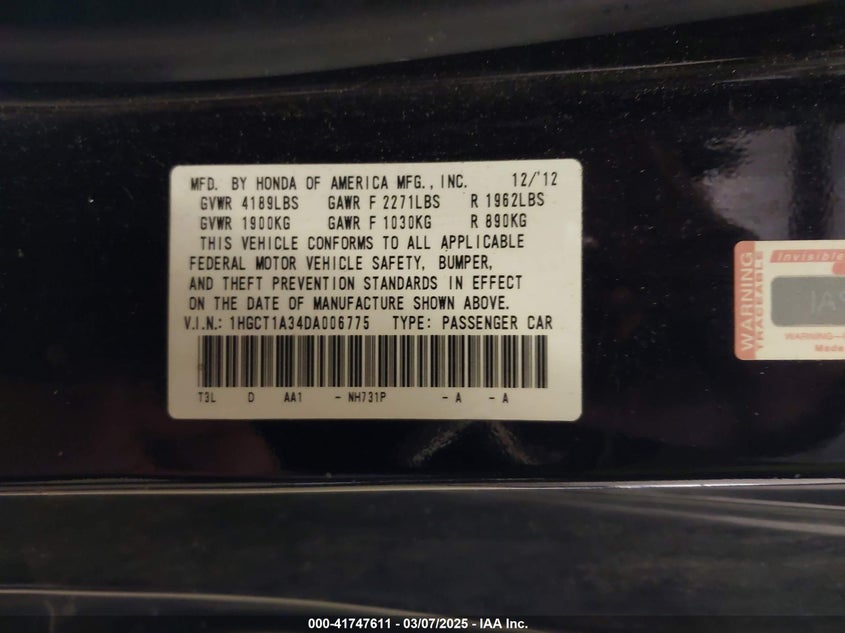 MFD. BY HONDA OF AMERICA MFG., INC. 12/'12
GVWR 4189LBS GAWR F 2271LBS R 1962LBS
GVWR 1900KG GAWR F 1030KG R 890KG
THIS VEHICLE CONFORMS TO ALL APPLICABLE
FEDERAL MOTOR VEHICLE SAFETY, BUMPER,
AND THEFT PREVENTION STANDARDS IN EFFECT
ON THE DATE OF MANUFACTURE SHOWN ABOVE.
V.I.N.: 1HGCT1A34DA006775 TYPE: PASSENGER CAR
T3L D AA1 - NH731P - A - A
WARNING
TRACEABLE
Invisible
WARNING
Made
000-41747611 - 03/07/2025 - IAA Inc.